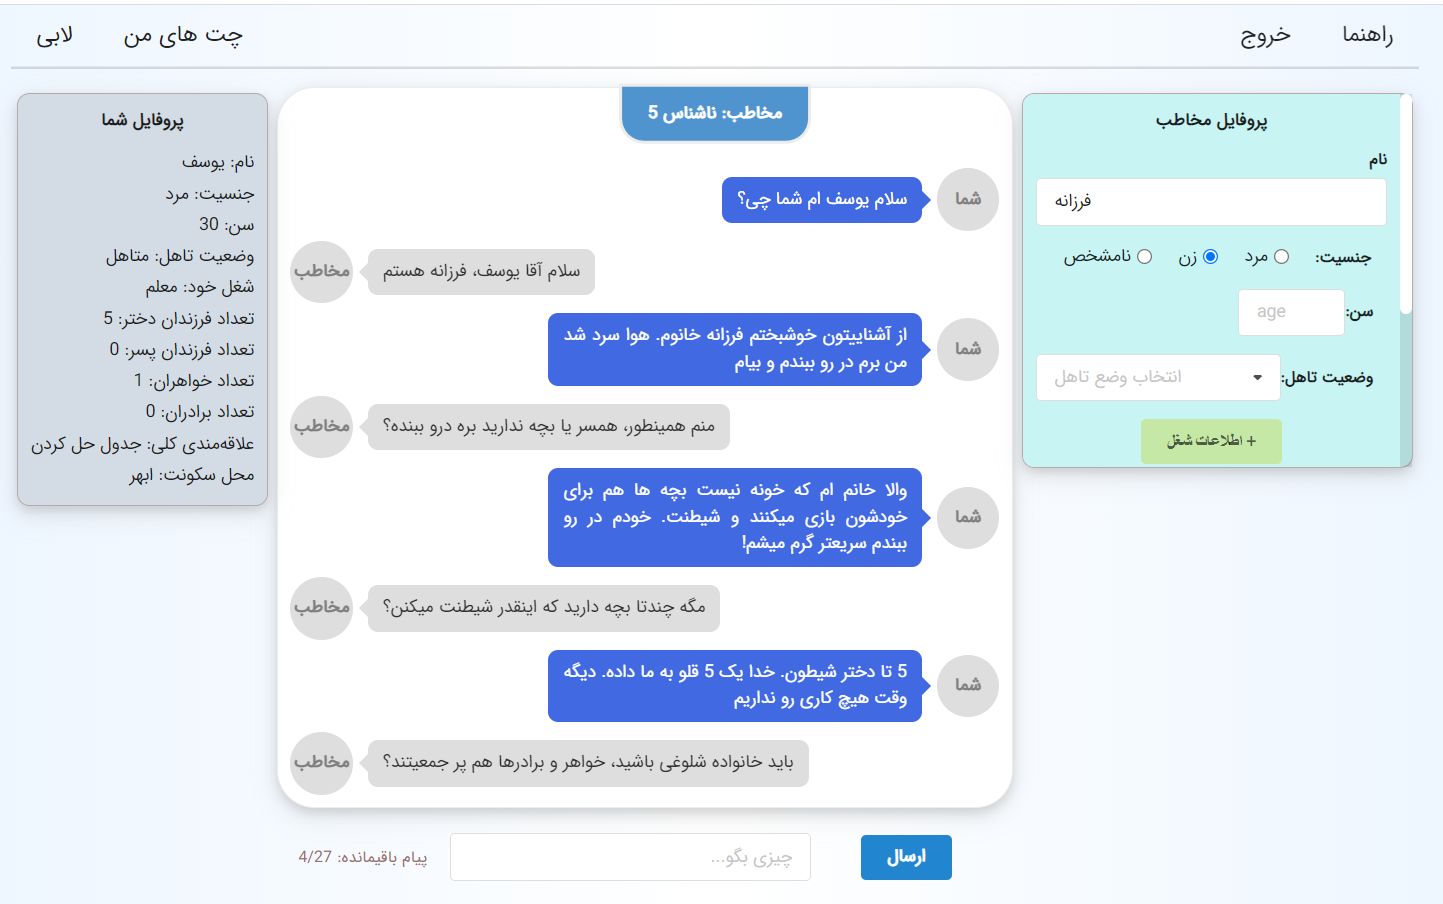 راهنما
خروج
چت های من
لابی
پروفایل مخاطب
نام
فرزانه
جنسیت: مرد زن نامشخص
سن: age
وضعیت تاهل: انتخاب وضع تاهل
+ اطلاعات شغل
مخاطب: ناشناس 5
شما
سلام یوسف ام شما چی؟
مخاطب
سلام آقا یوسف، فرزانه هستم
شما
از آشناییتون خوشبختم فرزانه خانوم. هوا سرد شد
من برم در رو ببندم و بیام
مخاطب
منم همینطور، همسر یا بچه ندارید بره درو ببنده؟
شما
والا خانم ام که خونه نیست بچه ها هم برای
خودشون بازی میکنند و شیطنت. خودم در رو
ببندم سریعتر گرم میشم!
مخاطب
مگه چندتا بچه دارید که اینقدر شیطنت میکنن؟
شما
5 تا دختر شیطون. خدا یک 5 قلو به ما داده. دیگه
وقت هیچ کاری رو نداریم
مخاطب
باید خانواده شلوغی باشید، خواهر و برادرها هم پر جمعیتند؟
ارسال
چیزی بگو...
پیام باقیمانده: 4/27
پروفایل شما
نام: یوسف
جنسیت: مرد
سن: 30
وضعیت تاهل: متاهل
شغل خود: معلم
تعداد فرزندان دختر: 5
تعداد فرزندان پسر: 0
تعداد خواهران: 1
تعداد برادران: 0
علاقه‌مندی کلی: جدول حل کردن
محل سکونت: ابهر